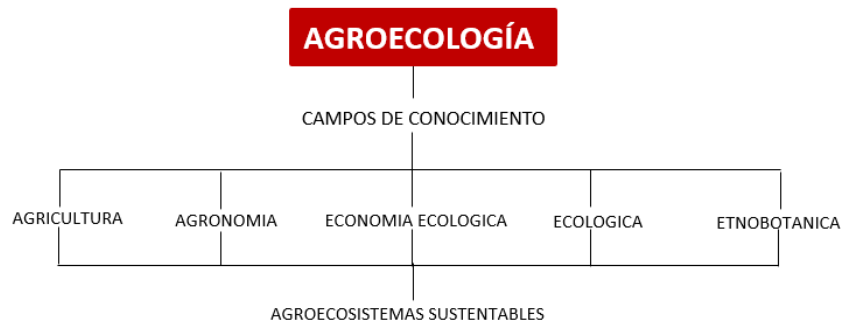 AGROECOLOGÍA
CAMPOS DE CONOCIMIENTO
AGRICULTURA
AGRONOMIA
ECONOMIA ECOLOGICA
ECOLOGICA
ETNOBOTANICA
AGROECOSISTEMAS SUSTENTABLES